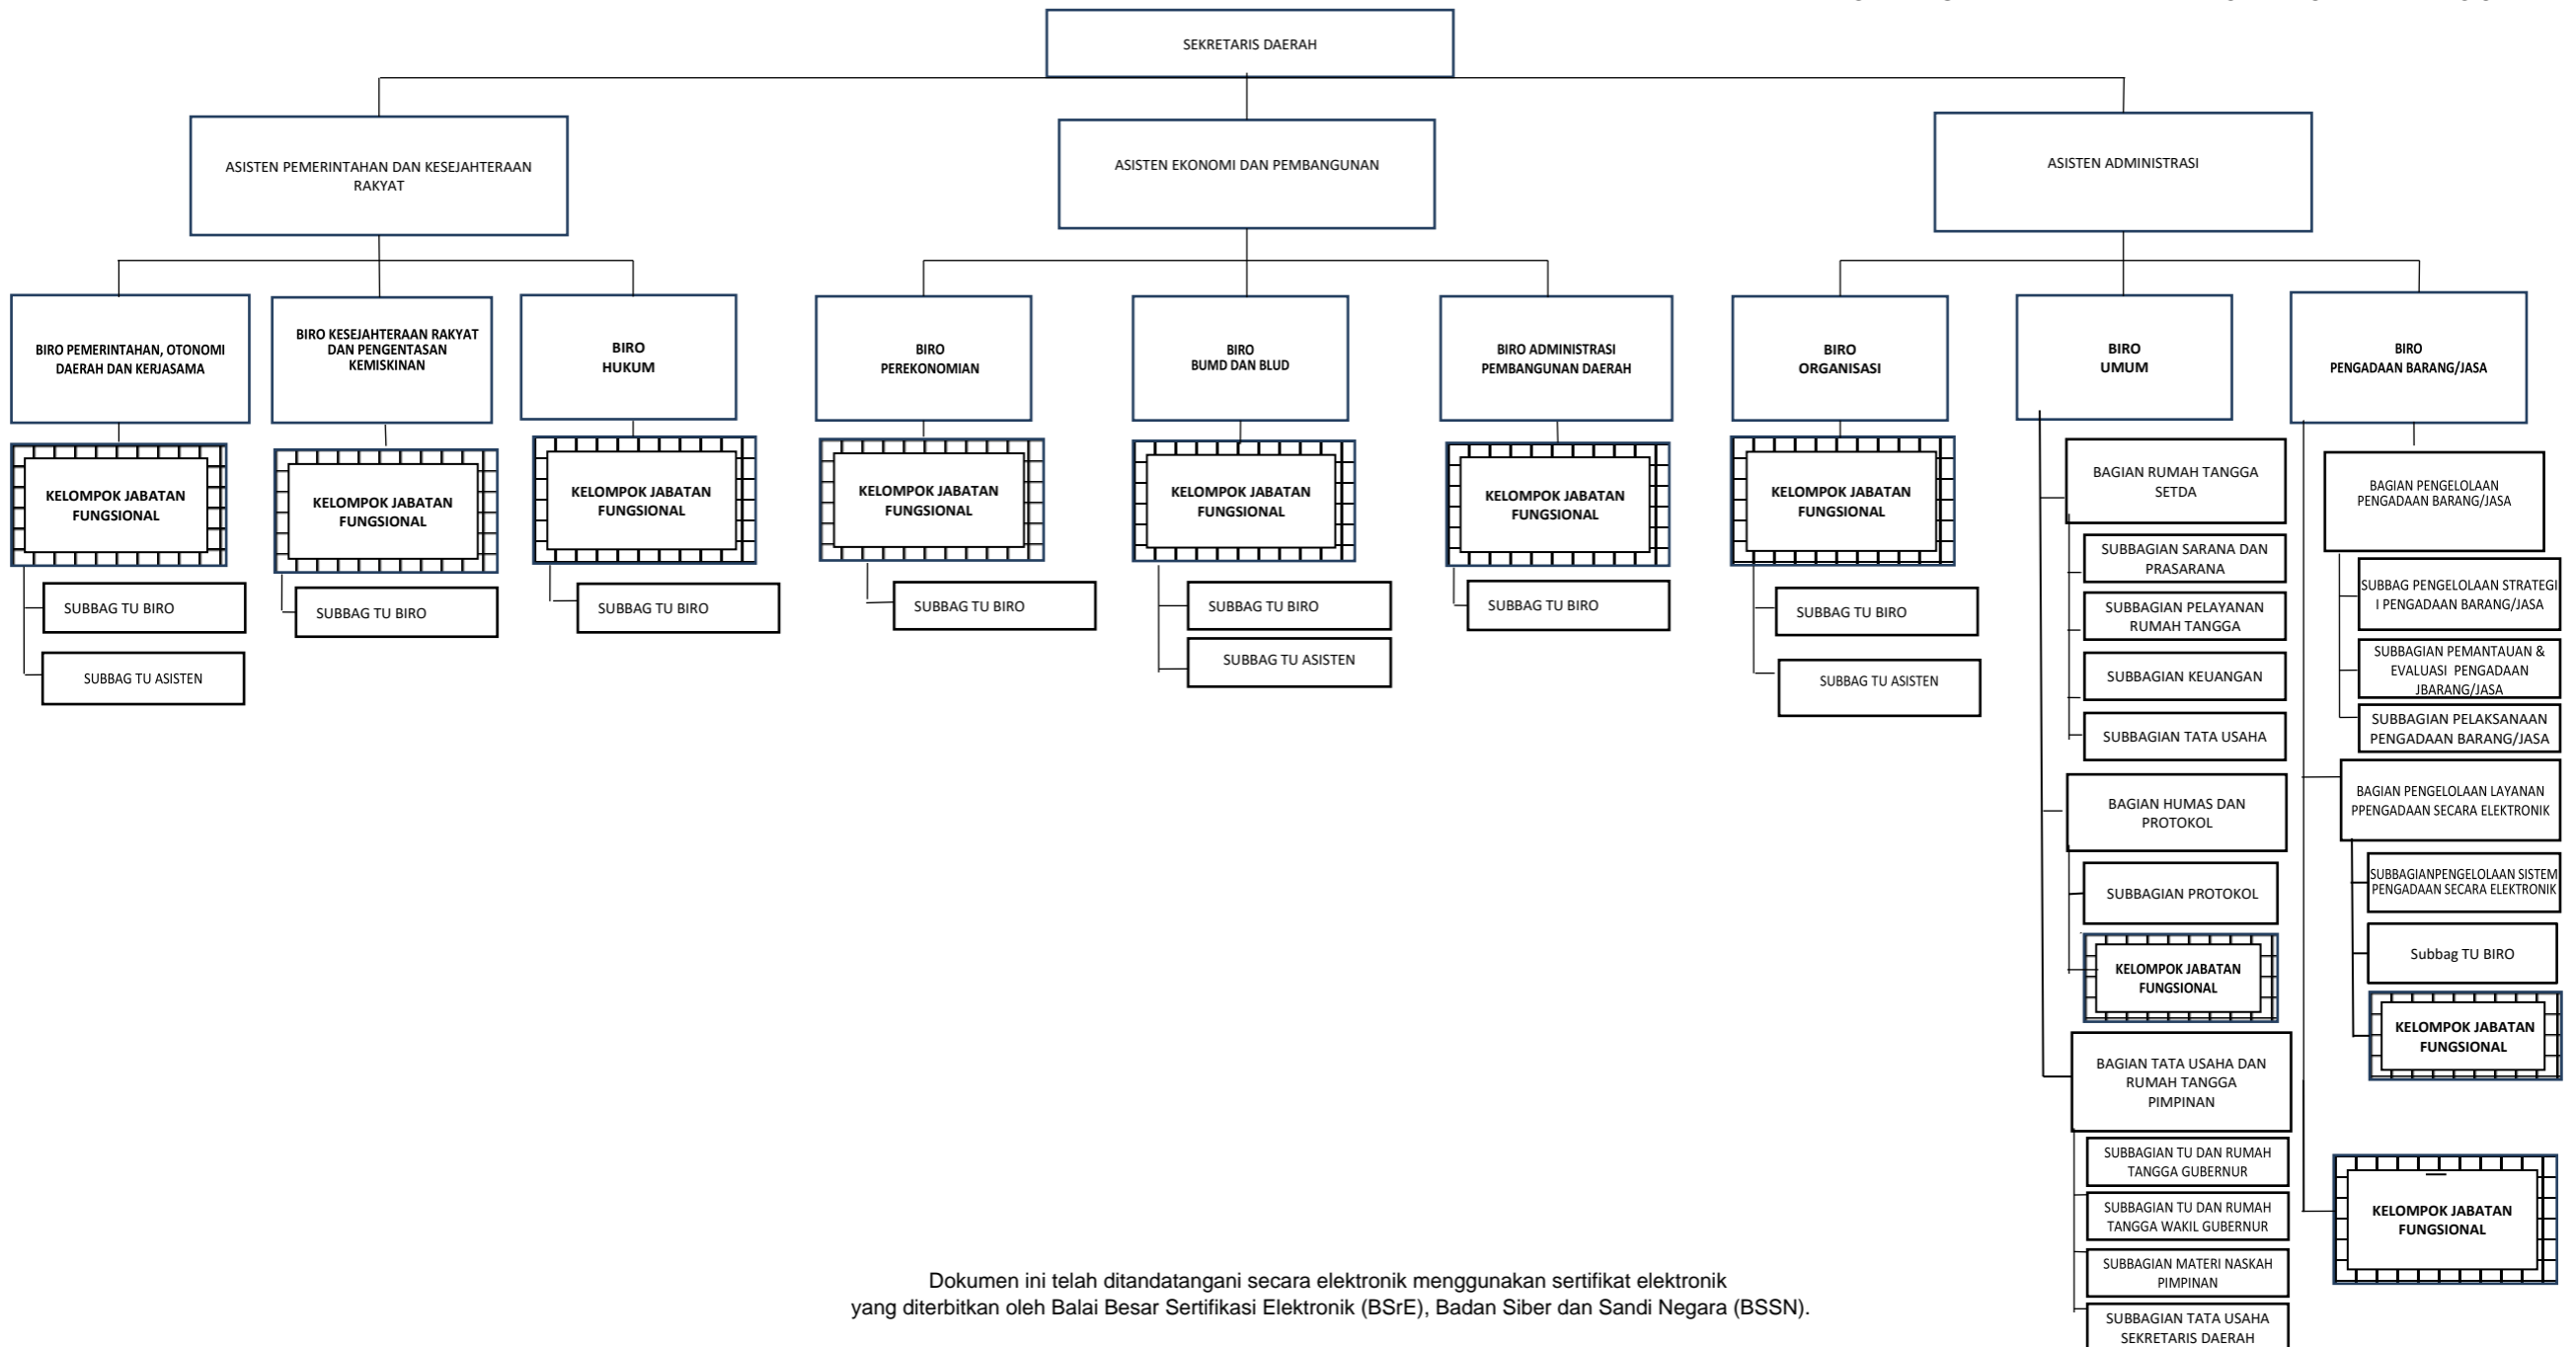 SEKRETARIS DAERAH
ASISTEN PEMERINTAHAN DAN KESEJAHTERAAN
RAKYAT
ASISTEN EKONOMI DAN PEMBANGUNAN
ASISTEN ADMINISTRASI
BIRO PEMERINTAHAN, OTONOMI
DAERAH DAN KERJASAMA
BIRO KESEJAHTERAAN RAKYAT
DAN PENGENTASAN
KEMISKINAN
BIRO
HUKUM
BIRO
PEREKONOMIAN
BIRO
BUMD DAN BLUD
BIRO ADMINISTRASI
PEMBANGUNAN DAERAH
BIRO
ORGANISASI
BIRO
UMUM
BIRO
PENGADAAN BARANG/JASA
KELOMPOK JABATAN
FUNGSIONAL
SUBBAG TU BIRO
SUBBAG TU ASISTEN
KELOMPOK JABATAN
FUNGSIONAL
SUBBAG TU BIRO
KELOMPOK JABATAN
FUNGSIONAL
SUBBAG TU BIRO
KELOMPOK JABATAN
FUNGSIONAL
SUBBAG TU BIRO
KELOMPOK JABATAN
FUNGSIONAL
SUBBAG TU BIRO
SUBBAG TU ASISTEN
KELOMPOK JABATAN
FUNGSIONAL
SUBBAG TU BIRO
KELOMPOK JABATAN
FUNGSIONAL
SUBBAG TU BIRO
SUBBAG TU ASISTEN
BAGIAN RUMAH TANGGA
SETDA
SUBBAGIAN SARANA DAN
PRASARANA
SUBBAGIAN PELAYANAN
RUMAH TANGGA
SUBBAGIAN KEUANGAN
SUBBAGIAN TATA USAHA
BAGIAN HUMAS DAN
PROTOKOL
SUBBAGIAN PROTOKOL
KELOMPOK JABATAN
FUNGSIONAL
BAGIAN TATA USAHA DAN
RUMAH TANGGA
PIMPINAN
SUBBAGIAN TU DAN RUMAH
TANGGA GUBERNUR
SUBBAGIAN TU DAN RUMAH
TANGGA WAKIL GUBERNUR
SUBBAGIAN MATERI NASKAH
PIMPINAN
SUBBAGIAN TATA USAHA
SEKRETARIS DAERAH
BAGIAN PENGELOLAAN
PENGADAAN BARANG/JASA
SUBBAG PENGELOLAAN STRATEGI
I PENGADAAN BARANG/JASA
SUBBAGIAN PEMANTAUAN &
EVALUASI PENGADAAN
JBARANG/JASA
SUBBAGIAN PELAKSANAAN
PENGADAAN BARANG/JASA
BAGIAN PENGELOLAAN LAYANAN
PPENGADAAN SECARA ELEKTRONIK
SUBBAGIANPENGELOLAAN SISTEM
PENGADAAN SECARA ELEKTRONIK
Subbag TU BIRO
KELOMPOK JABATAN
FUNGSIONAL
KELOMPOK JABATAN
FUNGSIONAL
Dokumen ini telah ditandatangani secara elektronik menggunakan sertifikat elektronik
yang diterbitkan oleh Balai Besar Sertifikasi Elektronik (BSrE), Badan Siber dan Sandi Negara (BSSN).